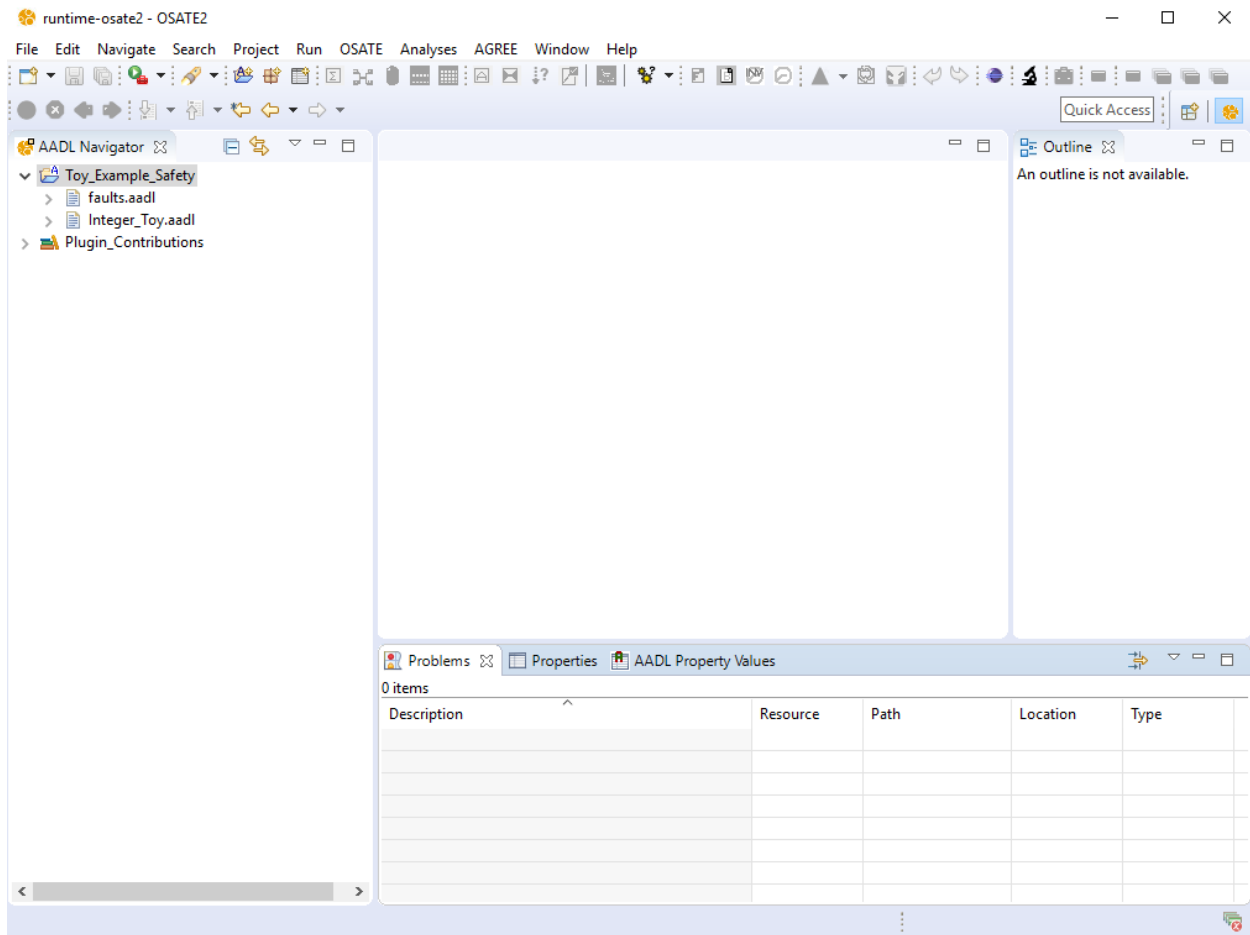 runtime-osate2 - OSATE2
File Edit Navigate Search Project Run OSATE Analyses AGREE Window Help
Quick Access
AADL Navigator
Outline
Toy_Example_Safety
An outline is not available.
faults.aadl
Integer_Toy.aadl
Plugin_Contributions
Problems Properties AADL Property Values
0 items
Description Resource Path Location Type